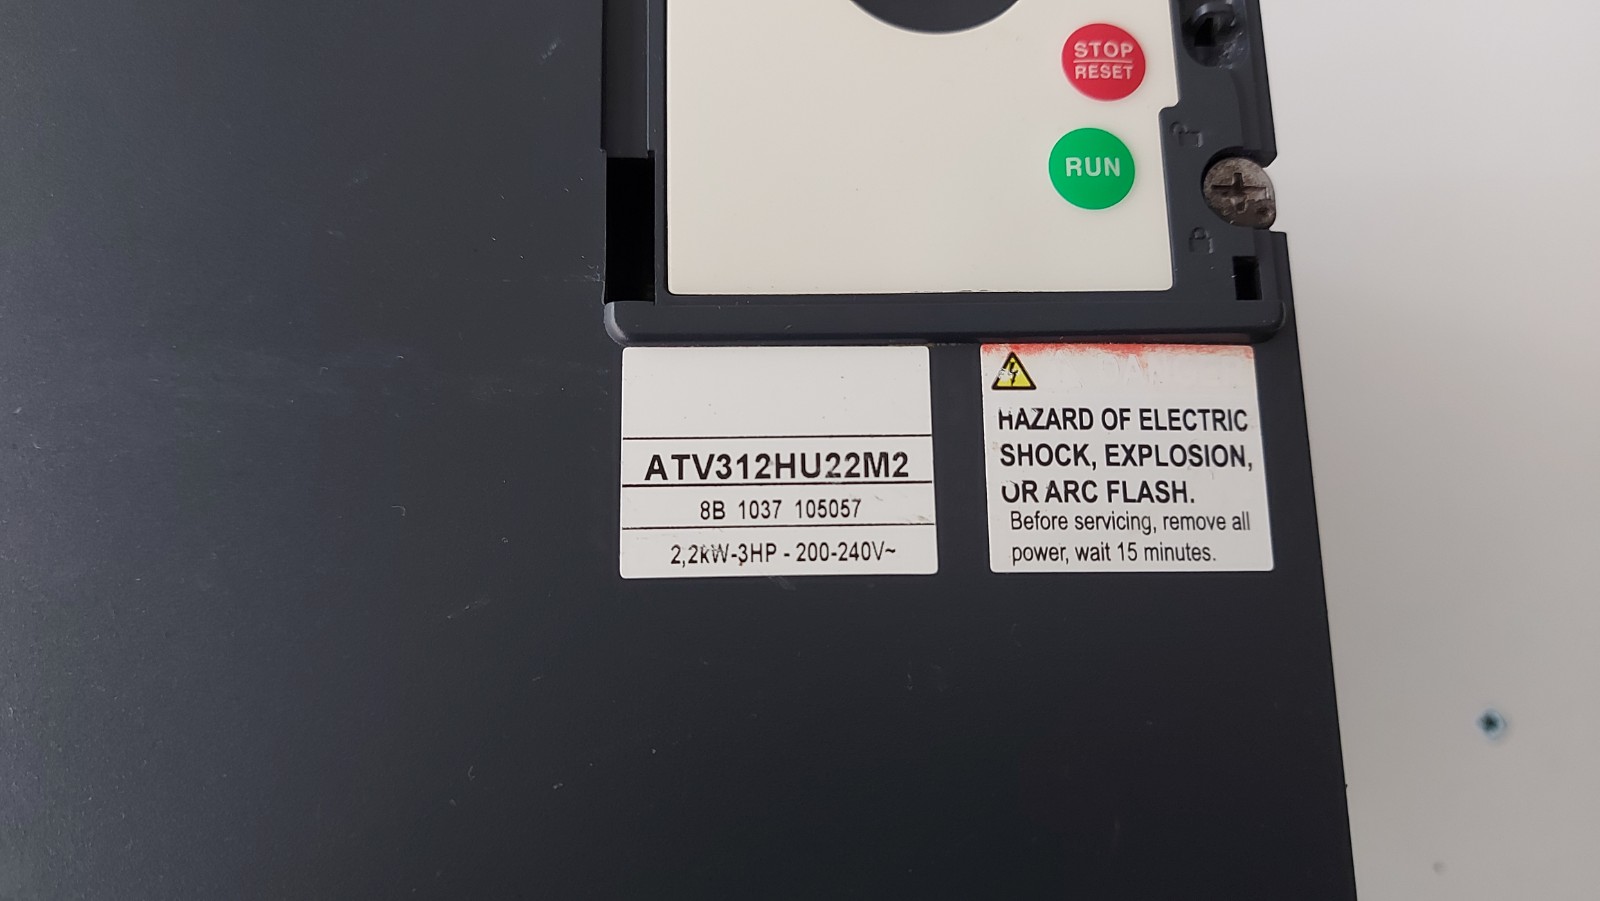 STOP
RESET
RUN
ATV312HU22M2
8B 1037 105057
2,2kW-3HP - 200-240V~
HAZARD OF ELECTRIC
SHOCK, EXPLOSION,
OR ARC FLASH.
Before servicing, remove all
power, wait 15 minutes.